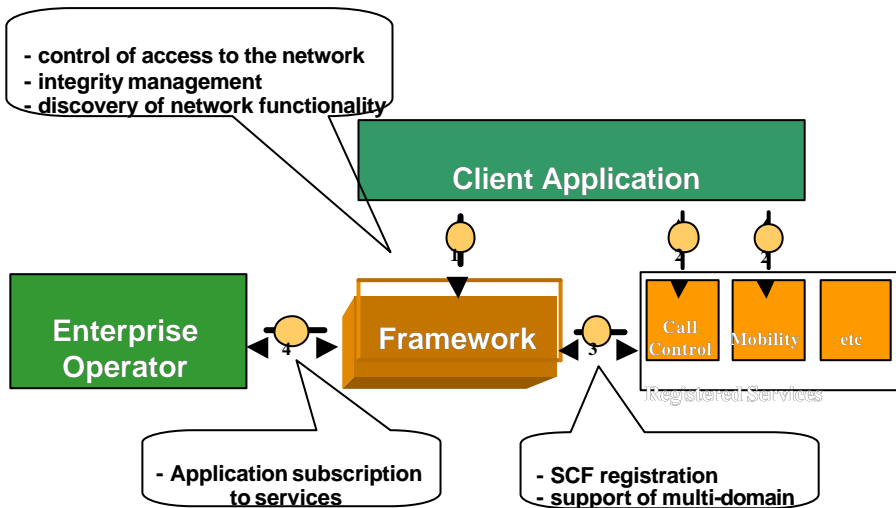 - control of access to the network
- integrity management
- discovery of network functionality
Client Application
1
2
2
Enterprise
Operator
4
Framework
3
Call
Control
Mobility
etc
Registered Services
- Application subscription
to services
- SCF registration
- support of multi-domain